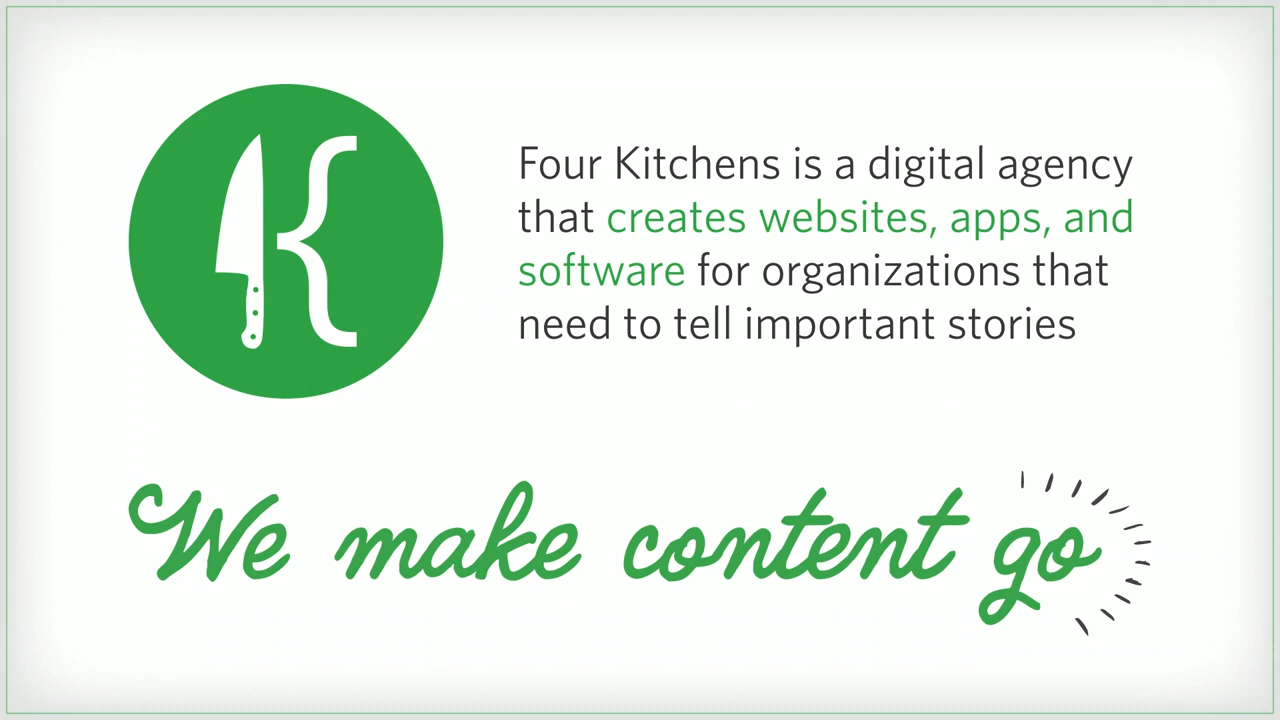 Four Kitchens is a digital agency
that creates websites, apps, and
software for organizations that
need to tell important stories
We make content go